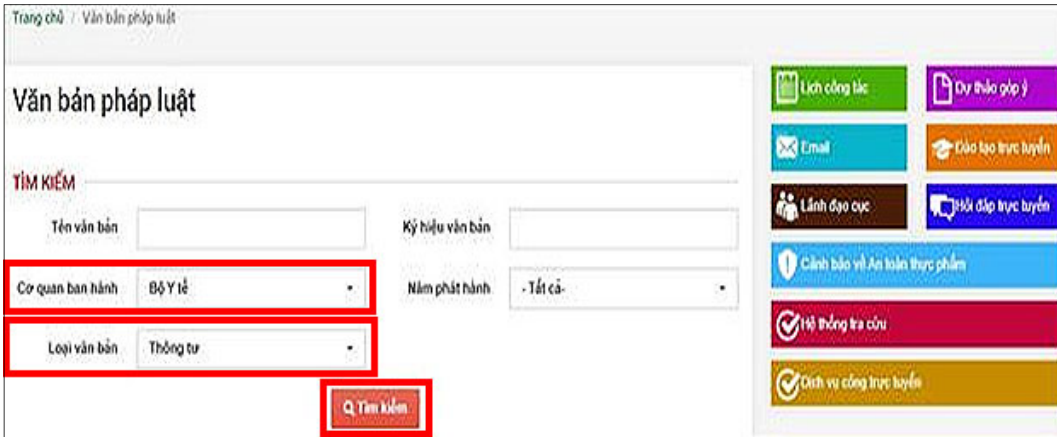 Trang chủ / Văn bản pháp luật
Văn bản pháp luật
TÌM KIẾM
Tên văn bản
Ký hiệu văn bản
Cơ quan ban hành
Bộ Y tế
Năm phát hành
- Tất cả-
Loại văn bản
Thông tư
Tìm kiếm
Lịch công tác
Dự thảo góp ý
Email
Đào tạo trực tuyến
Lãnh đạo cục
Hỏi đáp trực tuyến
Cảnh báo về An toàn thực phẩm
Hệ thống tra cứu
Dịch vụ công trực tuyến